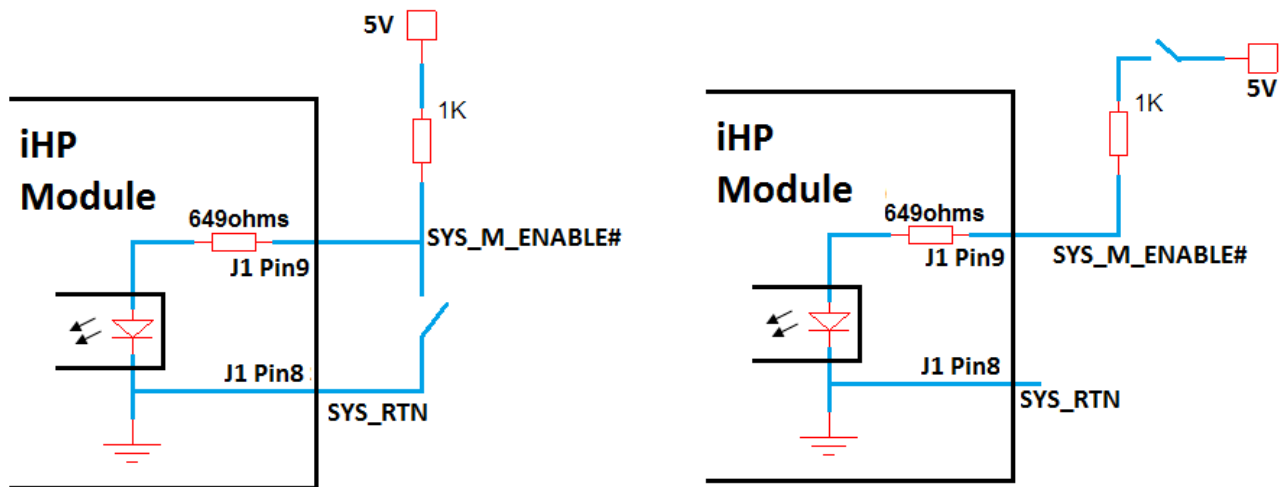 5V
1K
iHP
Module
649ohms
SYS_M_ENABLE#
J1 Pin9
J1 Pin8
SYS_RTN
5V
1K
iHP
Module
649ohms
J1 Pin9
SYS_M_ENABLE#
J1 Pin8
SYS_RTN